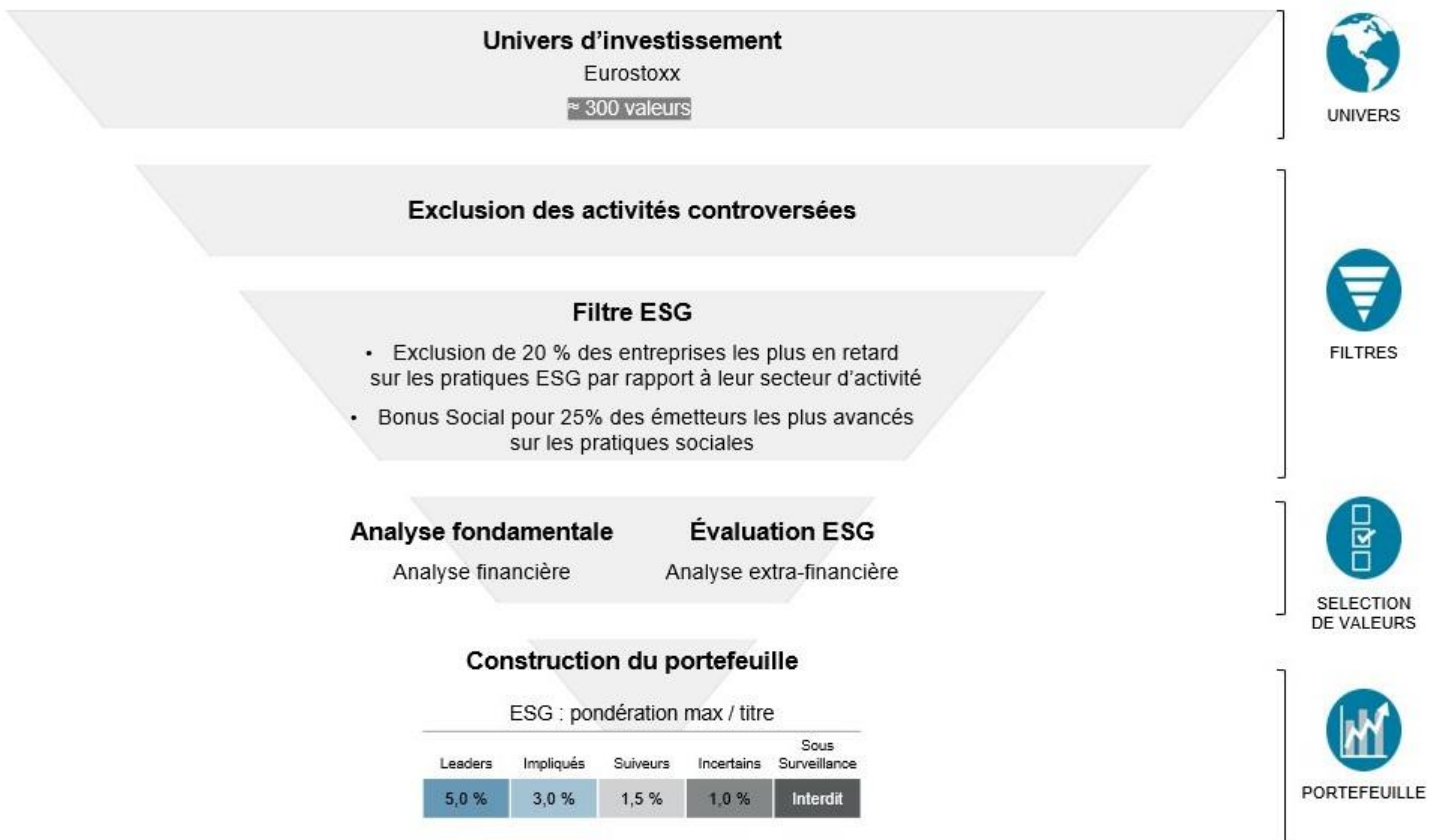 Univers d’investissement
Eurostoxx
≈ 300 valeurs
UNIVERS
Exclusion des activités controversées
Filtre ESG
• Exclusion de 20 % des entreprises les plus en retard
sur les pratiques ESG par rapport à leur secteur d’activité
• Bonus Social pour 25% des émetteurs les plus avancés
sur les pratiques sociales
FILTRES
Analyse fondamentale Évaluation ESG
Analyse financière Analyse extra-financière
SELECTION
DE VALEURS
Construction du portefeuille
ESG : pondération max / titre
Leaders Impliqués Suiveurs Incertains Sous Surveillance
5,0 % 3,0 % 1,5 % 1,0 % Interdit
PORTEFEUILLE